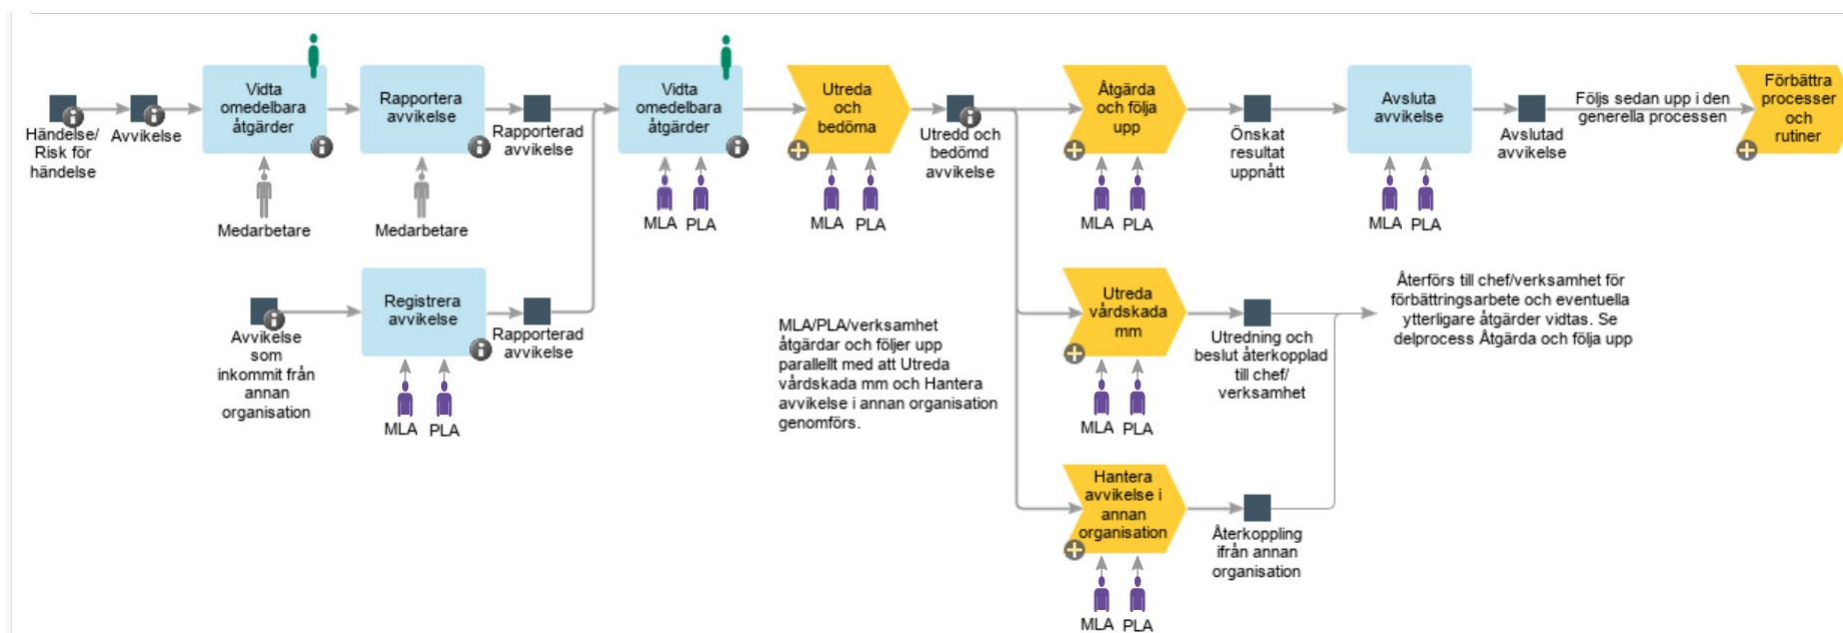 Händelse/
Risk för
händelse
Avvikelse
Vidta
omedelbara
åtgärder
Medarbetare
Rapportera
avvikelse
Medarbetare
Rapporterad
avvikelse
Vidta
omedelbara
åtgärder
MLA PLA
Utreda
och
bedöma
MLA PLA
Utredd och
bedömd
avvikelse
Åtgärda
och följa
upp
MLA PLA
Önskat
resultat
uppnått
Avsluta
avvikelse
MLA PLA
Avslutad
avvikelse
Följs sedan upp i den
generella processen
Förbättra
processer
och
rutiner
Avvikelse
som
inkommit från
annan
organisation
Registrera
avvikelse
MLA PLA
Rapporterad
avvikelse
MLA/PLA/verksamhet
åtgärdar och följer upp
parallellt med att Utreda
vårdskada mm och Hantera
avvikelse i annan organisation
genomförs.
Utreda
vårdskada
mm
MLA PLA
Utredning och
beslut återkopplad
till chef/
verksamhet
Återförs till chef/verksamhet för
förbättringsarbete och eventuella
ytterligare åtgärder vidtas. Se
delprocess Åtgärda och följa upp
Hantera
avvikelse i
annan
organisation
MLA PLA
Återkoppling
ifrån annan
organisation